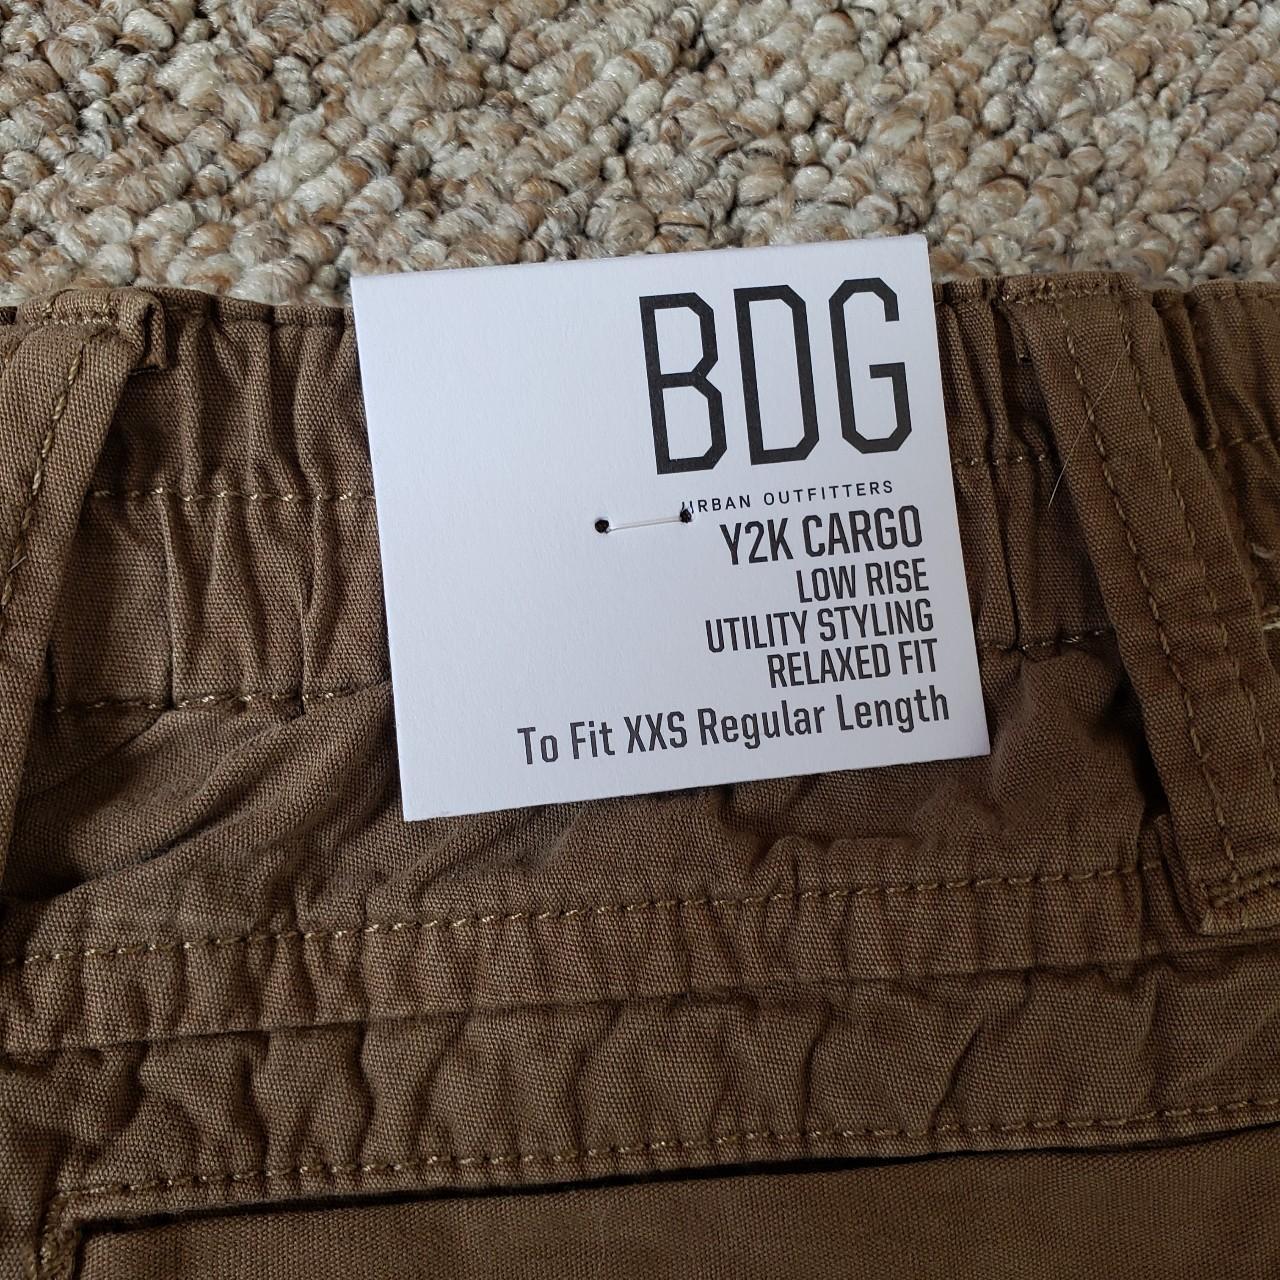 BDG
URBAN OUTFITTERS
Y2K CARGO
LOW RISE
UTILITY STYLING
RELAXED FIT
To Fit XXS Regular Length